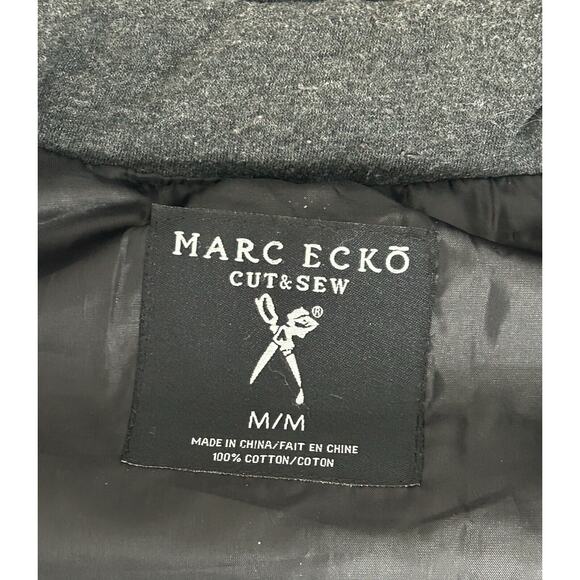 MARC ECKŌ
CUT&SEW
®
M/M
MADE IN CHINA/FAIT EN CHINE
100% COTTON/COTON